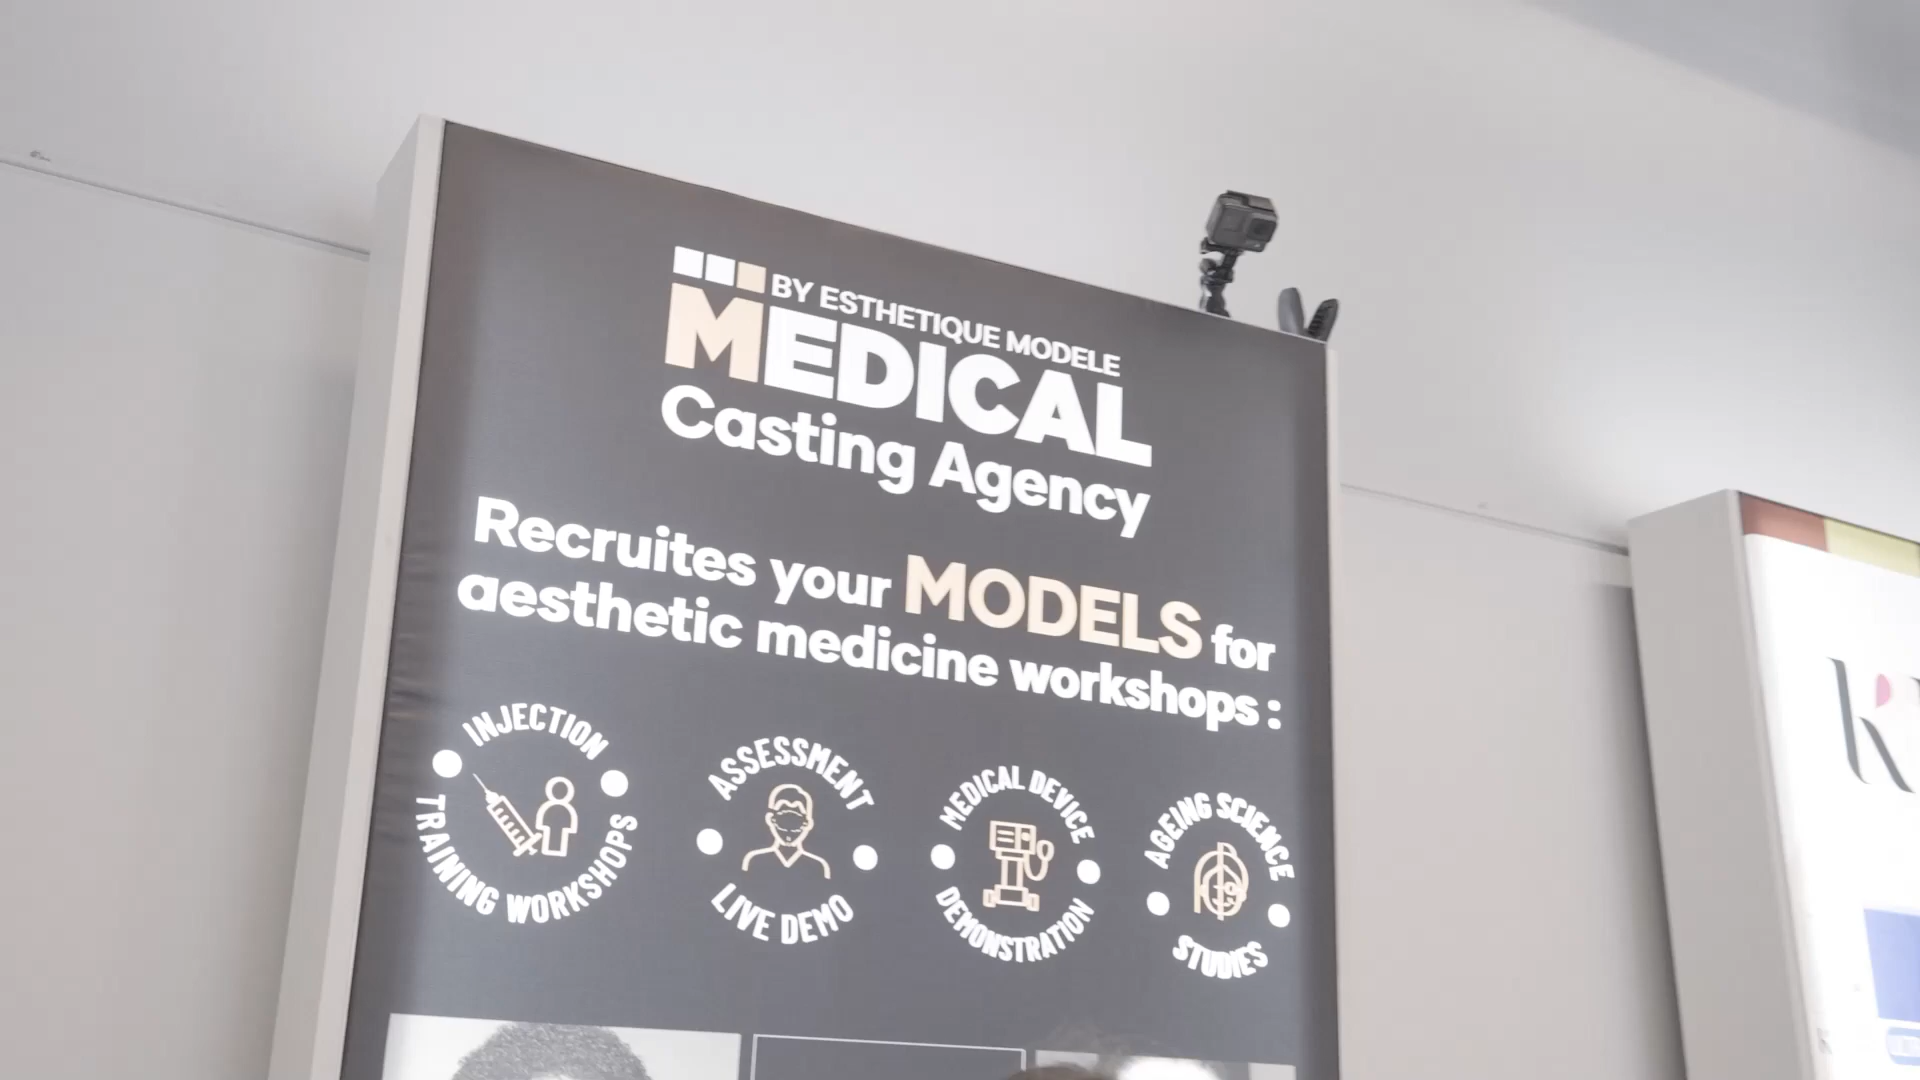 BY ESTHETIQUE MODELE
MEDICAL
Casting Agency
Recruites your MODELS for
aesthetic medicine workshops :
INJECTION
TRAINING WORKSHOPS
ASSESSMENT
LIVE DEMO
MEDICAL DEVICE
DEMONSTRATION
AGEING SCIENCE
STUDIES